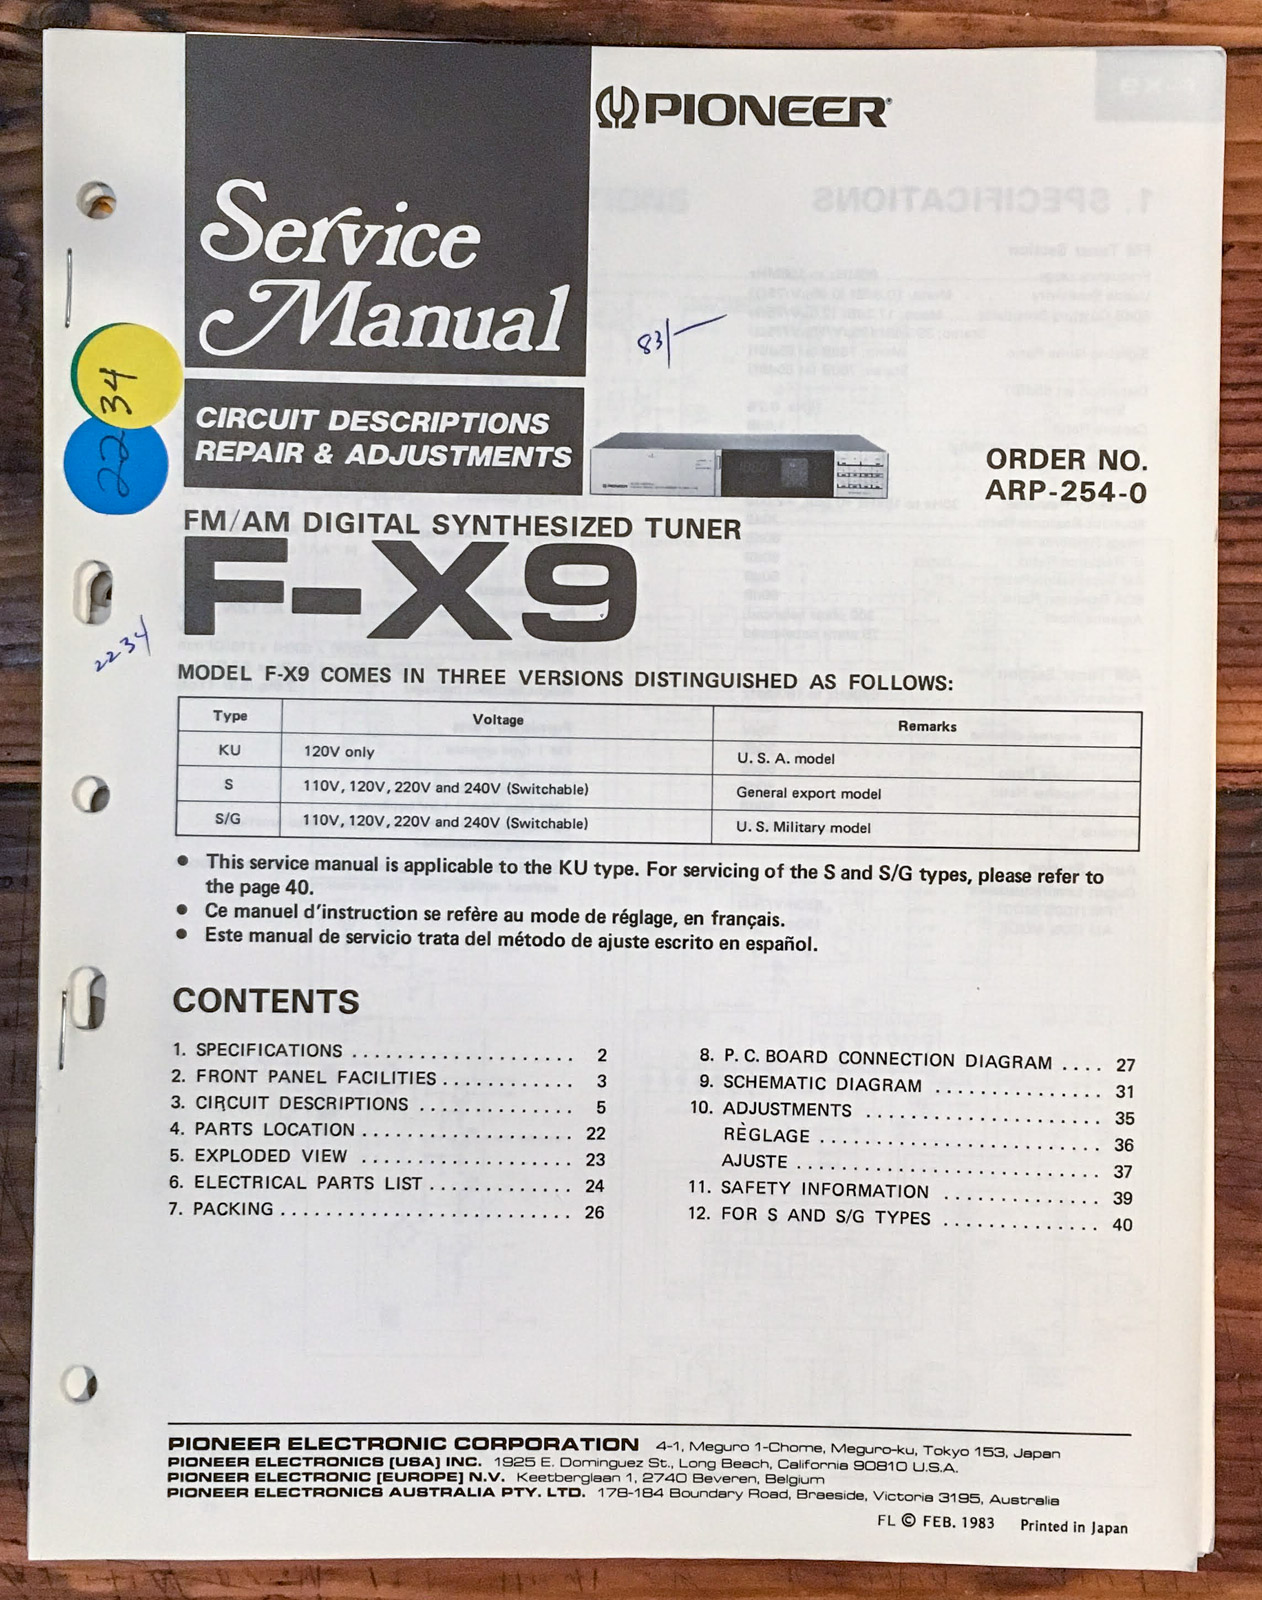 PIONEER
Service
Manual
83/
CIRCUIT DESCRIPTIONS
REPAIR & ADJUSTMENTS
34
22
PIONEER
ORDER NO.
ARP-254-0
FM/AM DIGITAL SYNTHESIZED TUNER
F-X9
2234
MODEL F-X9 COMES IN THREE VERSIONS DISTINGUISHED AS FOLLOWS:
Type Voltage Remarks
KU 120V only U. S. A. model
S 110V, 120V, 220V and 240V (Switchable) General export model
S/G 110V, 120V, 220V and 240V (Switchable) U. S. Military model
● This service manual is applicable to the KU type. For servicing of the S and S/G types, please refer to
the page 40.
● Ce manuel d'instruction se refère au mode de réglage, en français.
● Este manual de servicio trata del método de ajuste escrito en español.
CONTENTS
1. SPECIFICATIONS .................... 2
2. FRONT PANEL FACILITIES ............ 3
3. CIRCUIT DESCRIPTIONS .............. 5
4. PARTS LOCATION ................... 22
5. EXPLODED VIEW ................... 23
6. ELECTRICAL PARTS LIST ............. 24
7. PACKING .......................... 26
8. P. C. BOARD CONNECTION DIAGRAM .... 27
9. SCHEMATIC DIAGRAM ............... 31
10. ADJUSTMENTS ..................... 35
RÈGLAGE ......................... 36
AJUSTE ........................... 37
11. SAFETY INFORMATION .............. 39
12. FOR S AND S/G TYPES .............. 40
PIONEER ELECTRONIC CORPORATION 4-1, Meguro 1-Chome, Meguro-ku, Tokyo 153, Japan
PIONEER ELECTRONICS [USA] INC. 1925 E. Dominguez St., Long Beach, California 90810 U.S.A.
PIONEER ELECTRONIC [EUROPE] N.V. Keetberglaan 1, 2740 Beveren, Belgium
PIONEER ELECTRONICS AUSTRALIA PTY. LTD. 178-184 Boundary Road, Braeside, Victoria 3195, Australia
FL © FEB. 1983 Printed in Japan